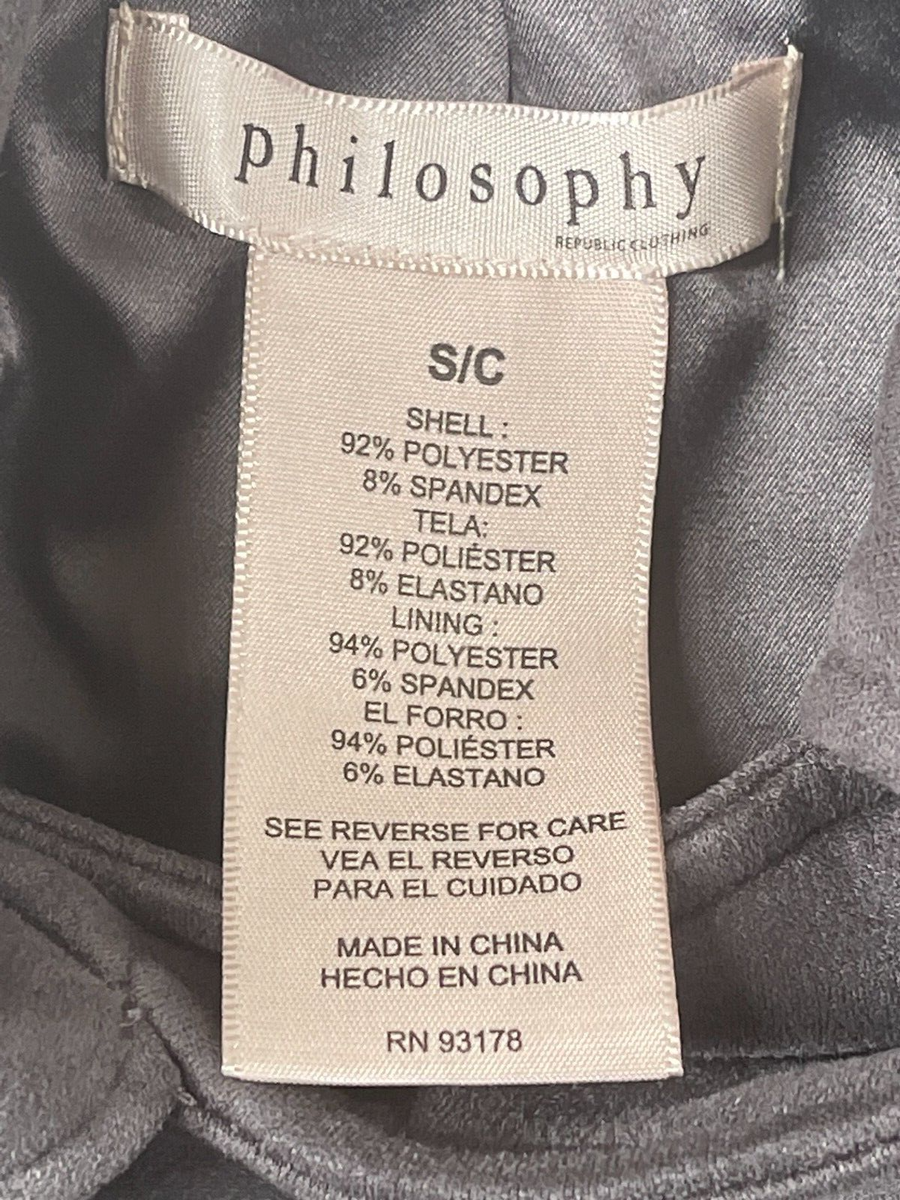 philosophy
REPUBLIC CLOTHING
S/C
SHELL :
92% POLYESTER
8% SPANDEX
TELA:
92% POLIÉSTER
8% ELASTANO
LINING :
94% POLYESTER
6% SPANDEX
EL FORRO :
94% POLIÉSTER
6% ELASTANO
SEE REVERSE FOR CARE
VEA EL REVERSO
PARA EL CUIDADO
MADE IN CHINA
HECHO EN CHINA
RN 93178